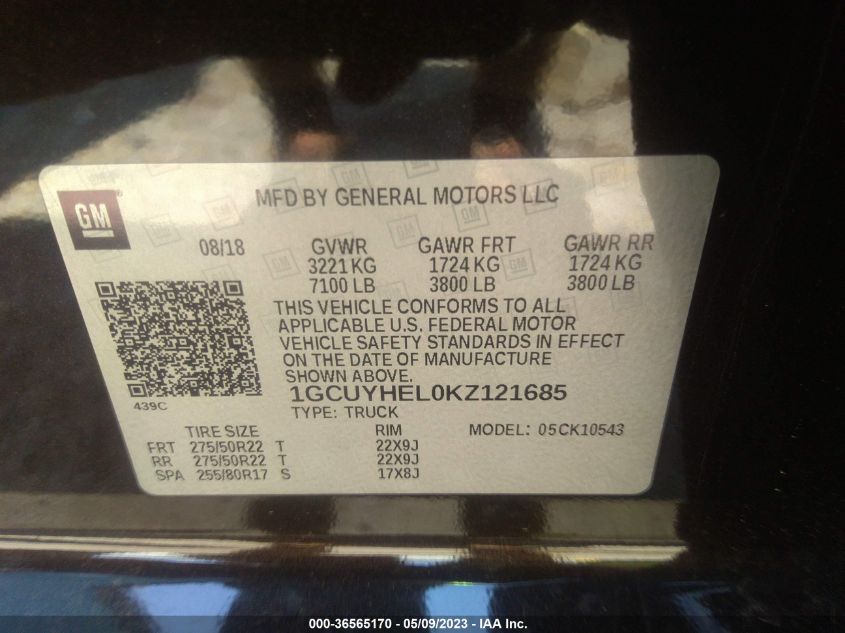 GM
MFD BY GENERAL MOTORS LLC
08/18 GVWR GAWR FRT GAWR RR
3221 KG 1724 KG 1724 KG
7100 LB 3800 LB 3800 LB
THIS VEHICLE CONFORMS TO ALL
APPLICABLE U.S. FEDERAL MOTOR
VEHICLE SAFETY STANDARDS IN EFFECT
ON THE DATE OF MANUFACTURE
SHOWN ABOVE.
439C
1GCUYHEL0KZ121685
TYPE: TRUCK
TIRE SIZE RIM MODEL: 05CK10543
FRT 275/50R22 T 22X9J
RR 275/50R22 T 22X9J
SPA 255/80R17 S 17X8J
000-36565170 - 05/09/2023 - IAA Inc.